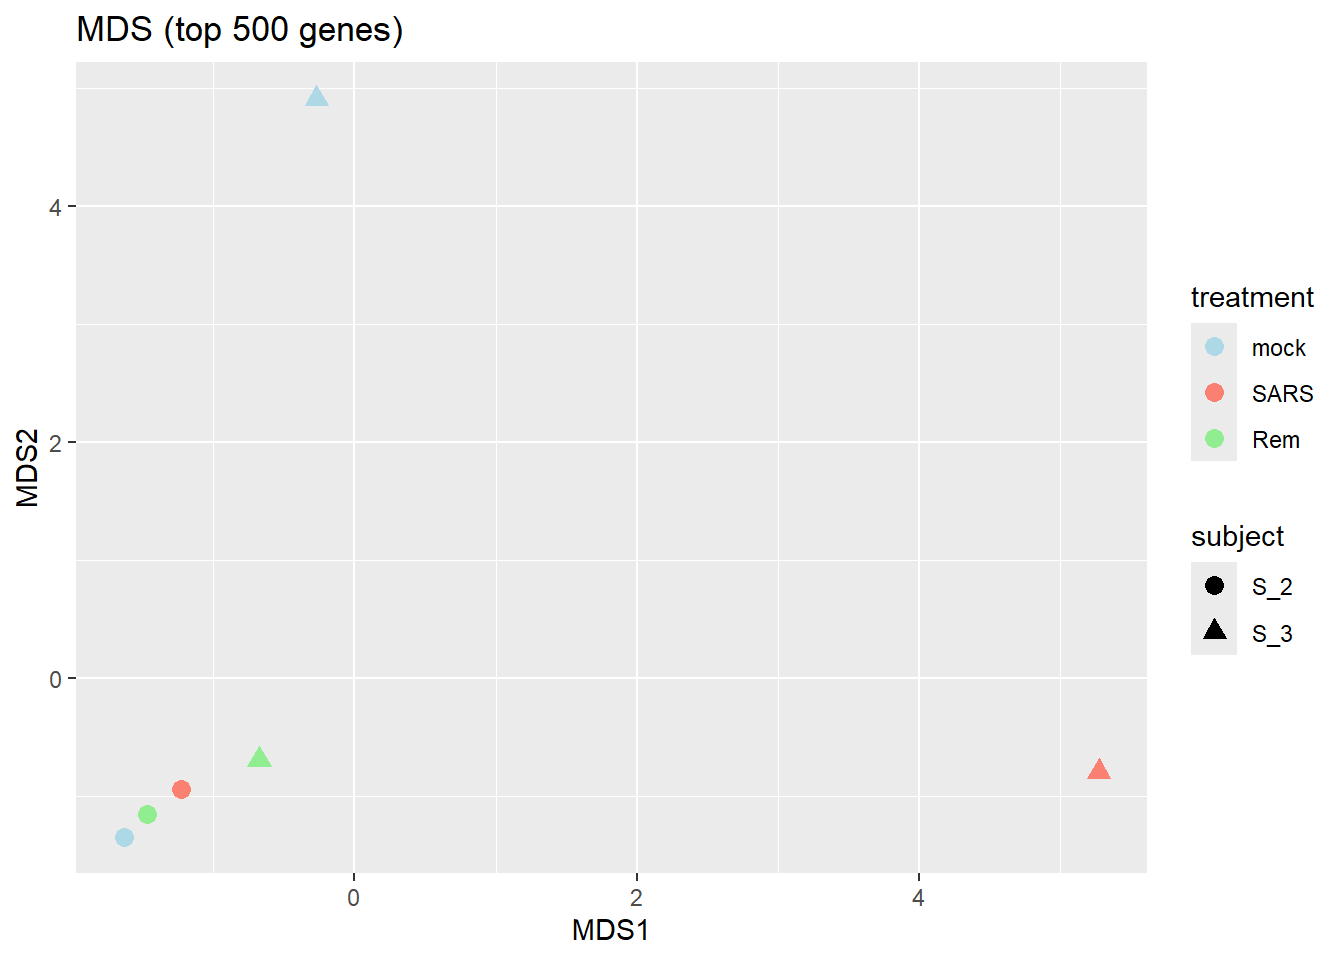 MDS (top 500 genes)
4
2
0
MDS2
0
2
4
MDS1
treatment
mock
SARS
Rem
subject
S_2
S_3